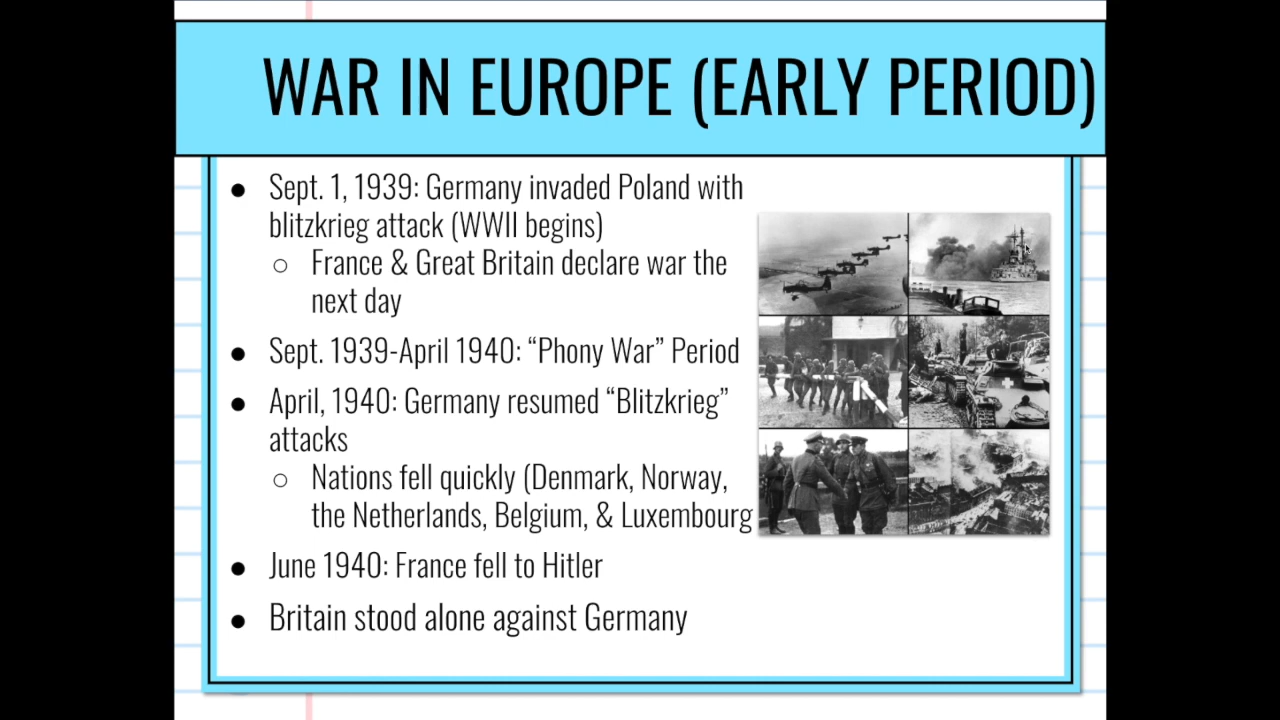 WAR IN EUROPE (EARLY PERIOD)
● Sept. 1, 1939: Germany invaded Poland with
blitzkrieg attack (WWII begins)
○ France & Great Britain declare war the
next day
● Sept. 1939-April 1940: “Phony War” Period
● April, 1940: Germany resumed “Blitzkrieg”
attacks
○ Nations fell quickly (Denmark, Norway,
the Netherlands, Belgium, & Luxembourg
● June 1940: France fell to Hitler
● Britain stood alone against Germany